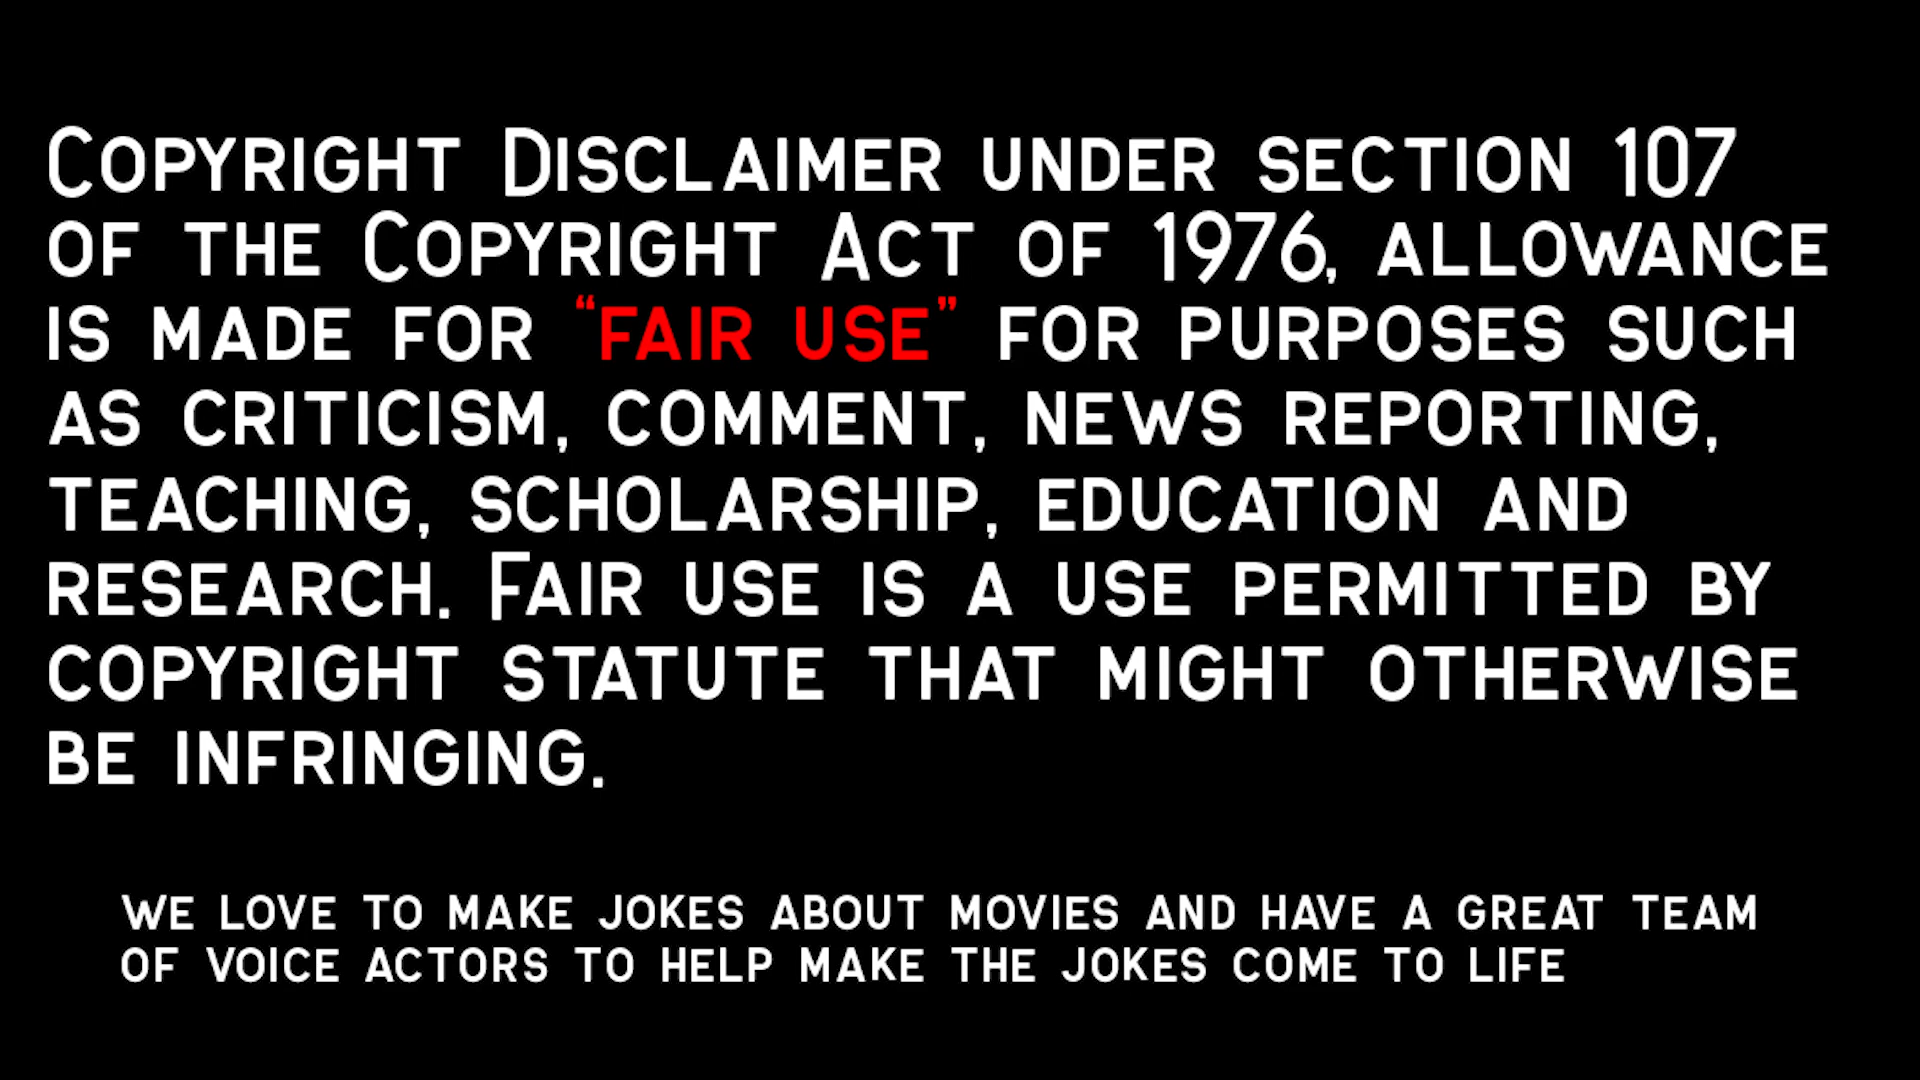 Copyright Disclaimer under section 107
of the Copyright Act of 1976, allowance
is made for “fair use” for purposes such
as criticism, comment, news reporting,
teaching, scholarship, education and
research. Fair use is a use permitted by
copyright statute that might otherwise
be infringing.
we love to make jokes about movies and have a great team
of voice actors to help make the jokes come to life